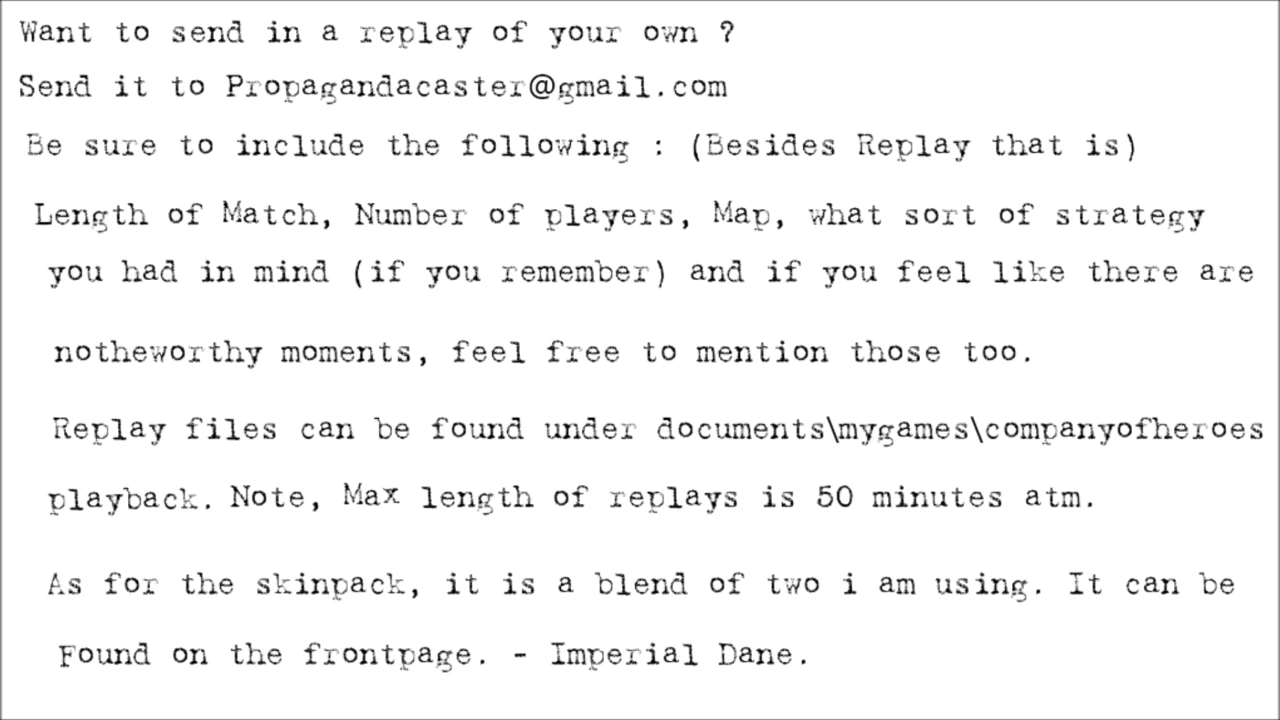 Want to send in a replay of your own ?
Send it to Propagandacaster@gmail.com
Be sure to include the following : (Besides Replay that is)
Length of Match, Number of players, Map, what sort of strategy
you had in mind (if you remember) and if you feel like there are
notheworthy moments, feel free to mention those too.
Replay files can be found under documents\mygames\companyofheroes
playback. Note, Max length of replays is 50 minutes atm.
As for the skinpack, it is a blend of two i am using. It can be
Found on the frontpage. - Imperial Dane.